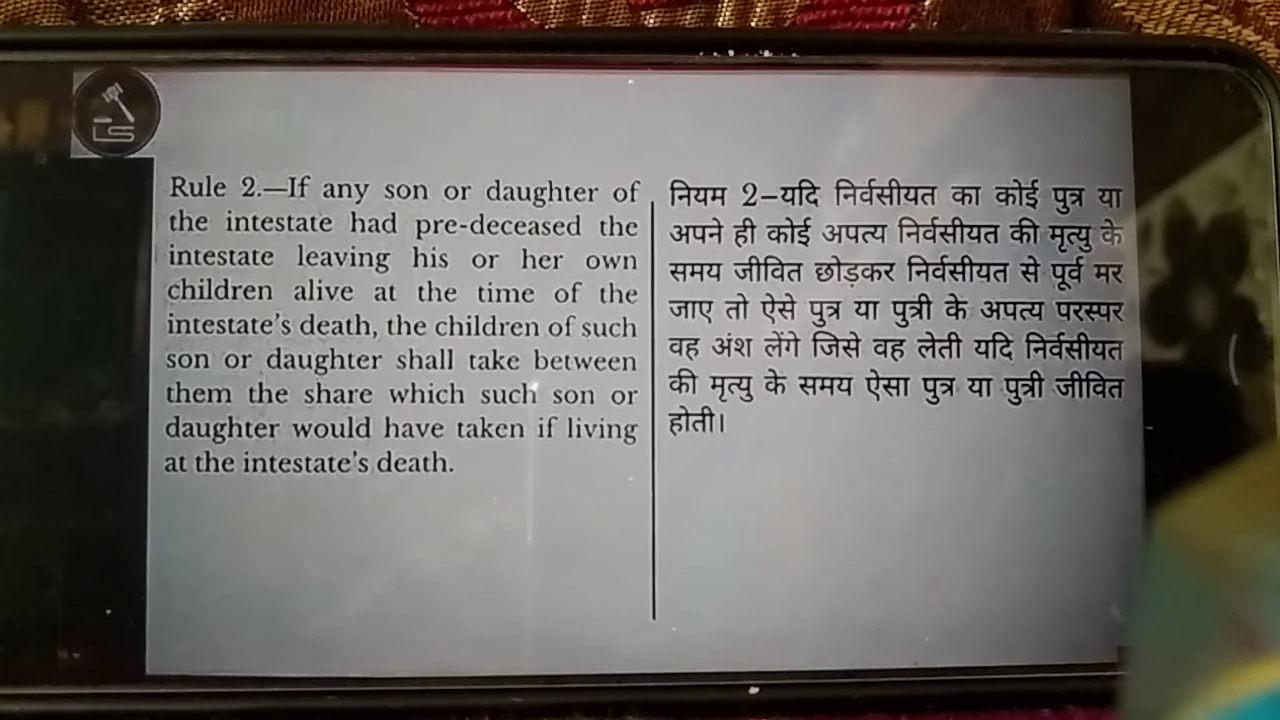 LS
Rule 2.—If any son or daughter of
the intestate had pre-deceased the
intestate leaving his or her own
children alive at the time of the
intestate's death, the children of such
son or daughter shall take between
them the share which such son or
daughter would have taken if living
at the intestate's death.
नियम 2–यदि निर्वसीयत का कोई पुत्र या
अपने ही कोई अपत्य निर्वसीयत की मृत्यु के
समय जीवित छोड़कर निर्वसीयत से पूर्व मर
जाए तो ऐसे पुत्र या पुत्री के अपत्य परस्पर
वह अंश लेंगे जिसे वह लेती यदि निर्वसीयत
की मृत्यु के समय ऐसा पुत्र या पुत्री जीवित
होती।